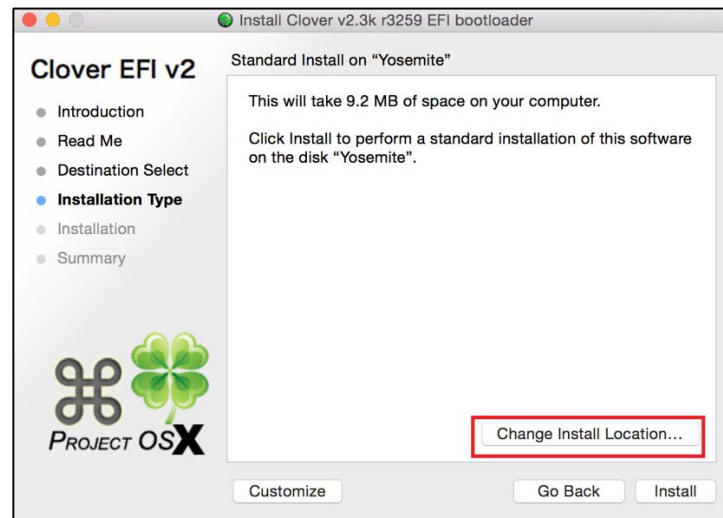 Install Clover v2.3k r3259 EFI bootloader
Clover EFI v2
Introduction
Read Me
Destination Select
Installation Type
Installation
Summary
PROJECT OSX
Standard Install on “Yosemite”
This will take 9.2 MB of space on your computer.
Click Install to perform a standard installation of this software
on the disk “Yosemite”.
Change Install Location...
Customize
Go Back
Install